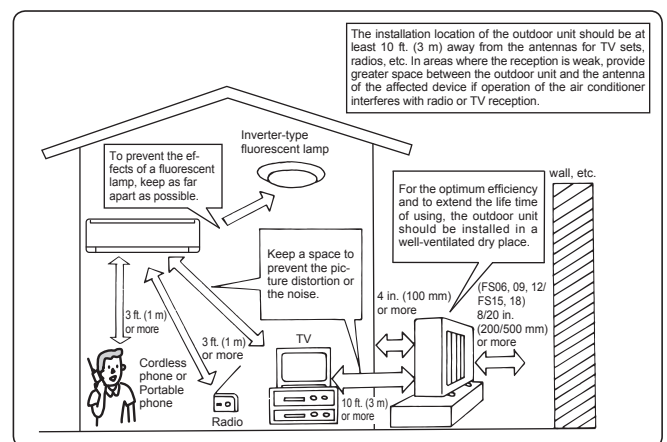 The installation location of the outdoor unit should be at
least 10 ft. (3 m) away from the antennas for TV sets,
radios, etc. In areas where the reception is weak, provide
greater space between the outdoor unit and the antenna
of the affected device if operation of the air conditioner
interferes with radio or TV reception.
Inverter-type
fluorescent lamp
To prevent the ef-
fects of a fluorescent
lamp, keep as far
apart as possible.
wall, etc.
For the optimum efficiency
and to extend the life time
of using, the outdoor unit
should be installed in a
well-ventilated dry place.
Keep a space to
prevent the pic-
ture distortion or
the noise.
4 in. (100 mm)
or more
(FS06, 09, 12/
FS15, 18)
8/20 in.
(200/500 mm)
or more
3 ft. (1 m)
or more
3 ft. (1 m)
or more
TV
Cordless
phone or
Portable
phone
Radio
10 ft. (3 m)
or more